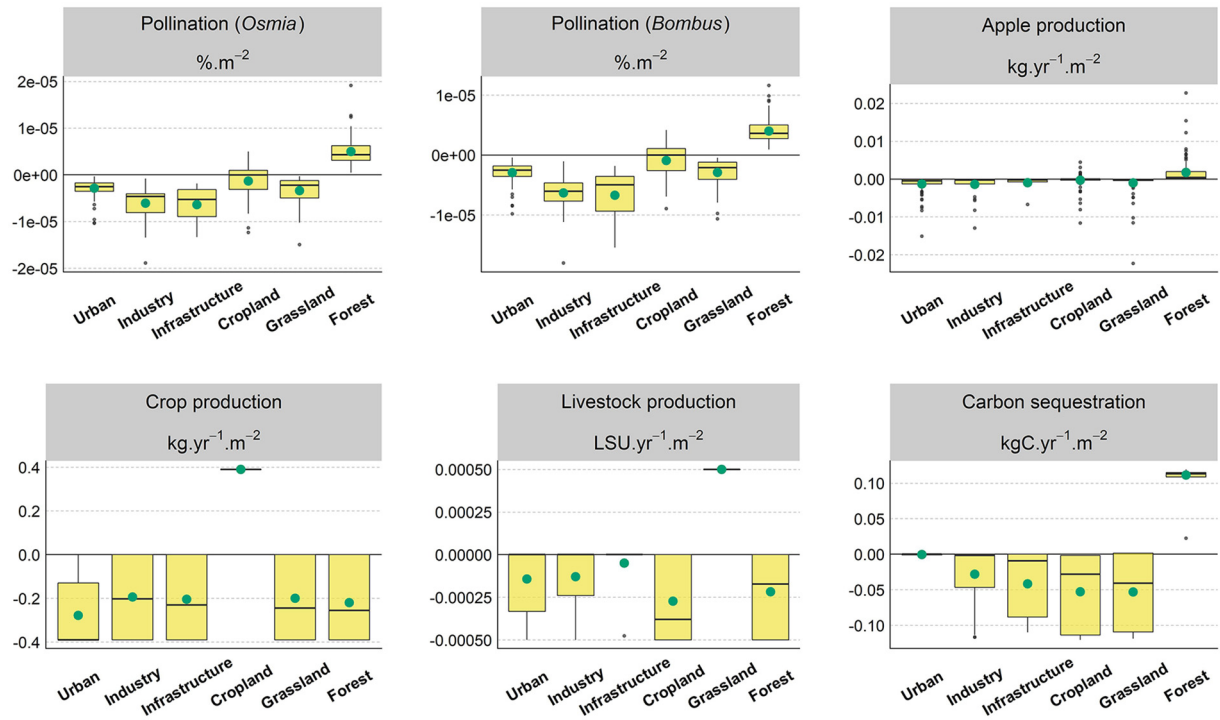 Pollination (Osmia)
%.m⁻²
2e-05
1e-05
0e+00
-1e-05
-2e-05
Urban
Industry
Infrastructure
Cropland
Grassland
Forest
Pollination (Bombus)
%.m⁻²
1e-05
0e+00
-1e-05
Urban
Industry
Infrastructure
Cropland
Grassland
Forest
Apple production
kg.yr⁻¹.m⁻²
0.02
0.01
0.00
-0.01
-0.02
Urban
Industry
Infrastructure
Cropland
Grassland
Forest
Crop production
kg.yr⁻¹.m⁻²
0.4
0.2
0.0
-0.2
-0.4
Urban
Industry
Infrastructure
Cropland
Grassland
Forest
Livestock production
LSU.yr⁻¹.m⁻²
0.00050
0.00025
0.00000
-0.00025
-0.00050
Urban
Industry
Infrastructure
Cropland
Grassland
Forest
Carbon sequestration
kgC.yr⁻¹.m⁻²
0.10
0.05
0.00
-0.05
-0.10
Urban
Industry
Infrastructure
Cropland
Grassland
Forest